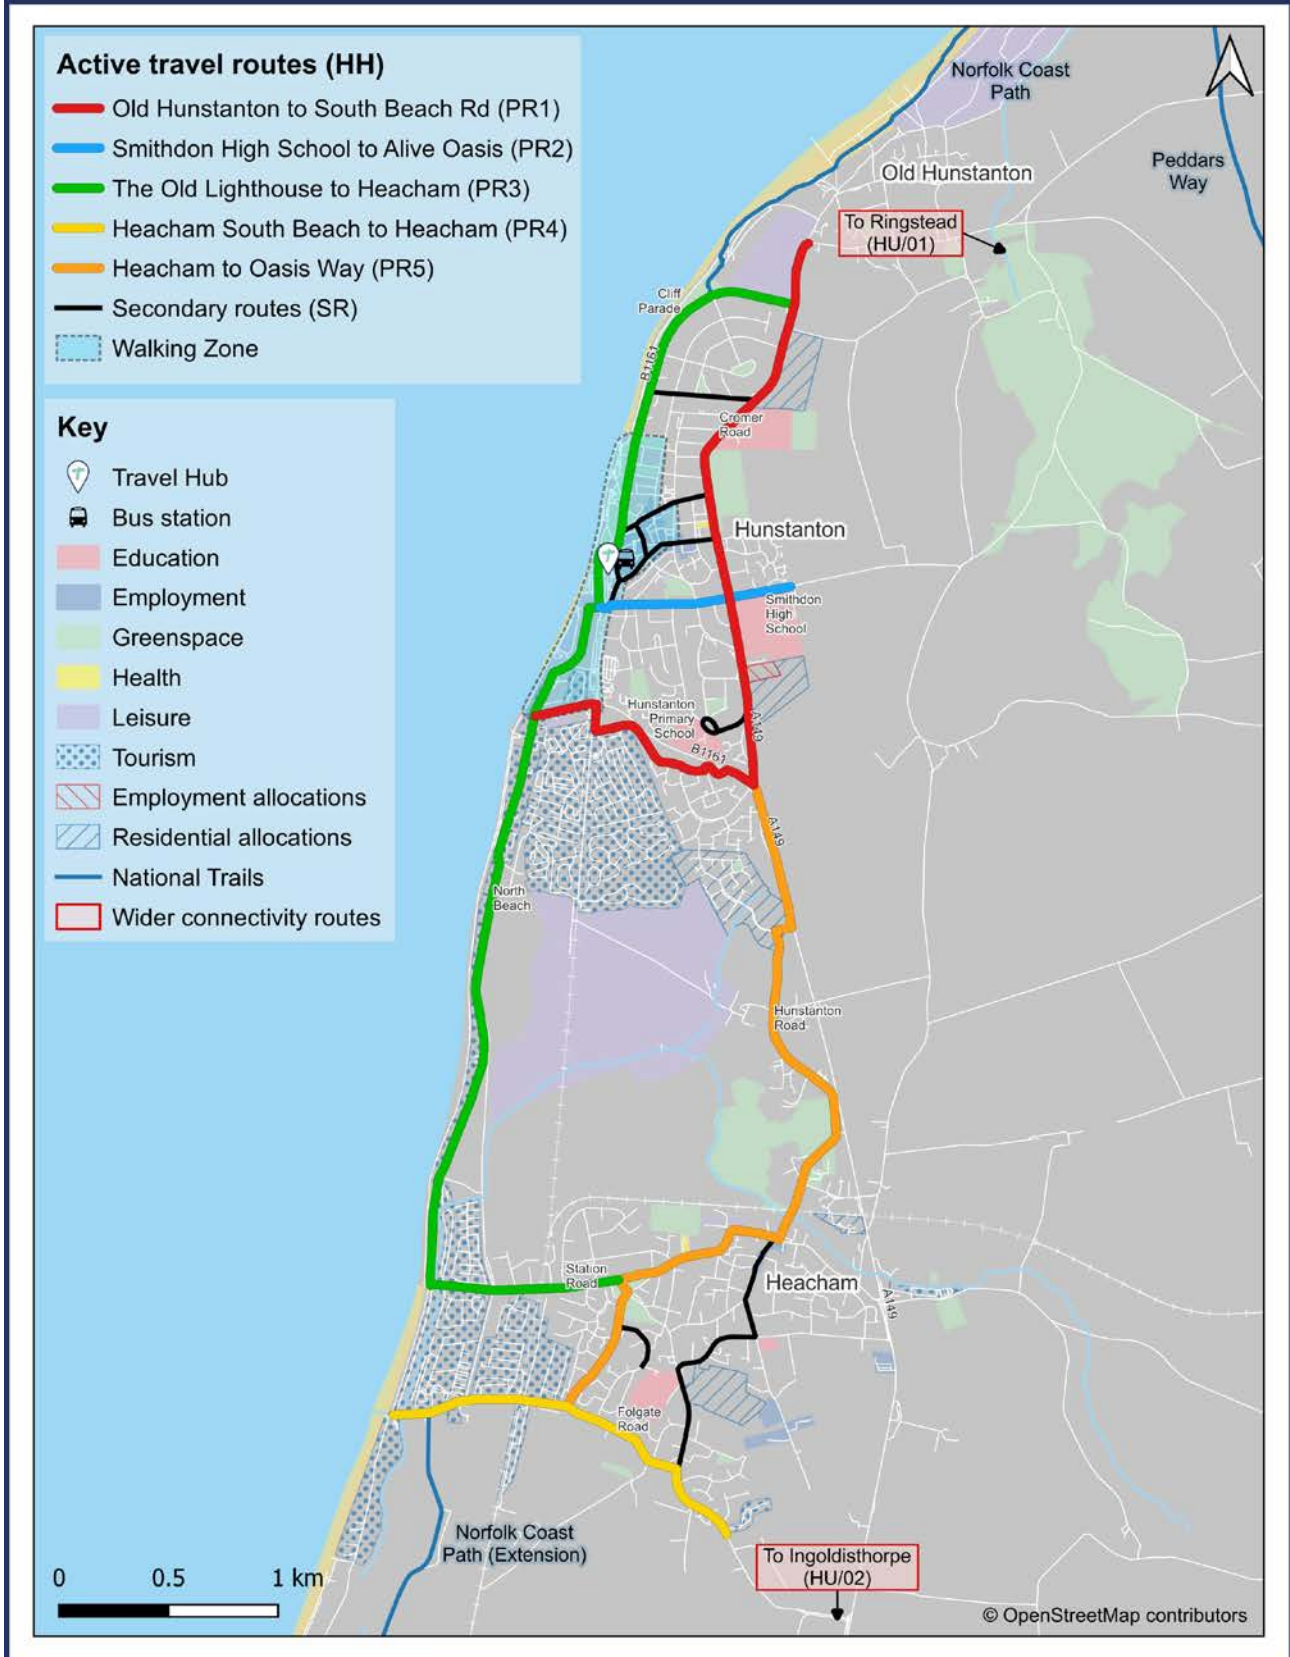 Active travel routes (HH)
Old Hunstanton to South Beach Rd (PR1)
Smithdon High School to Alive Oasis (PR2)
The Old Lighthouse to Heacham (PR3)
Heacham South Beach to Heacham (PR4)
Heacham to Oasis Way (PR5)
Secondary routes (SR)
Walking Zone
Key
Travel Hub
Bus station
Education
Employment
Greenspace
Health
Leisure
Tourism
Employment allocations
Residential allocations
National Trails
Wider connectivity routes
Norfolk Coast
Path
Peddars
Way
Old Hunstanton
To Ringstead
(HU/01)
Cliff
Parade
B1161
Cromer
Road
Hunstanton
Smithdon
High
School
Hunstanton
Primary
School
A149
B1161
A149
North
Beach
Hunstanton
Road
Station
Road
Heacham
A149
Folgate
Road
Norfolk Coast
Path (Extension)
To Ingoldisthorpe
(HU/02)
0 0.5 1 km
© OpenStreetMap contributors